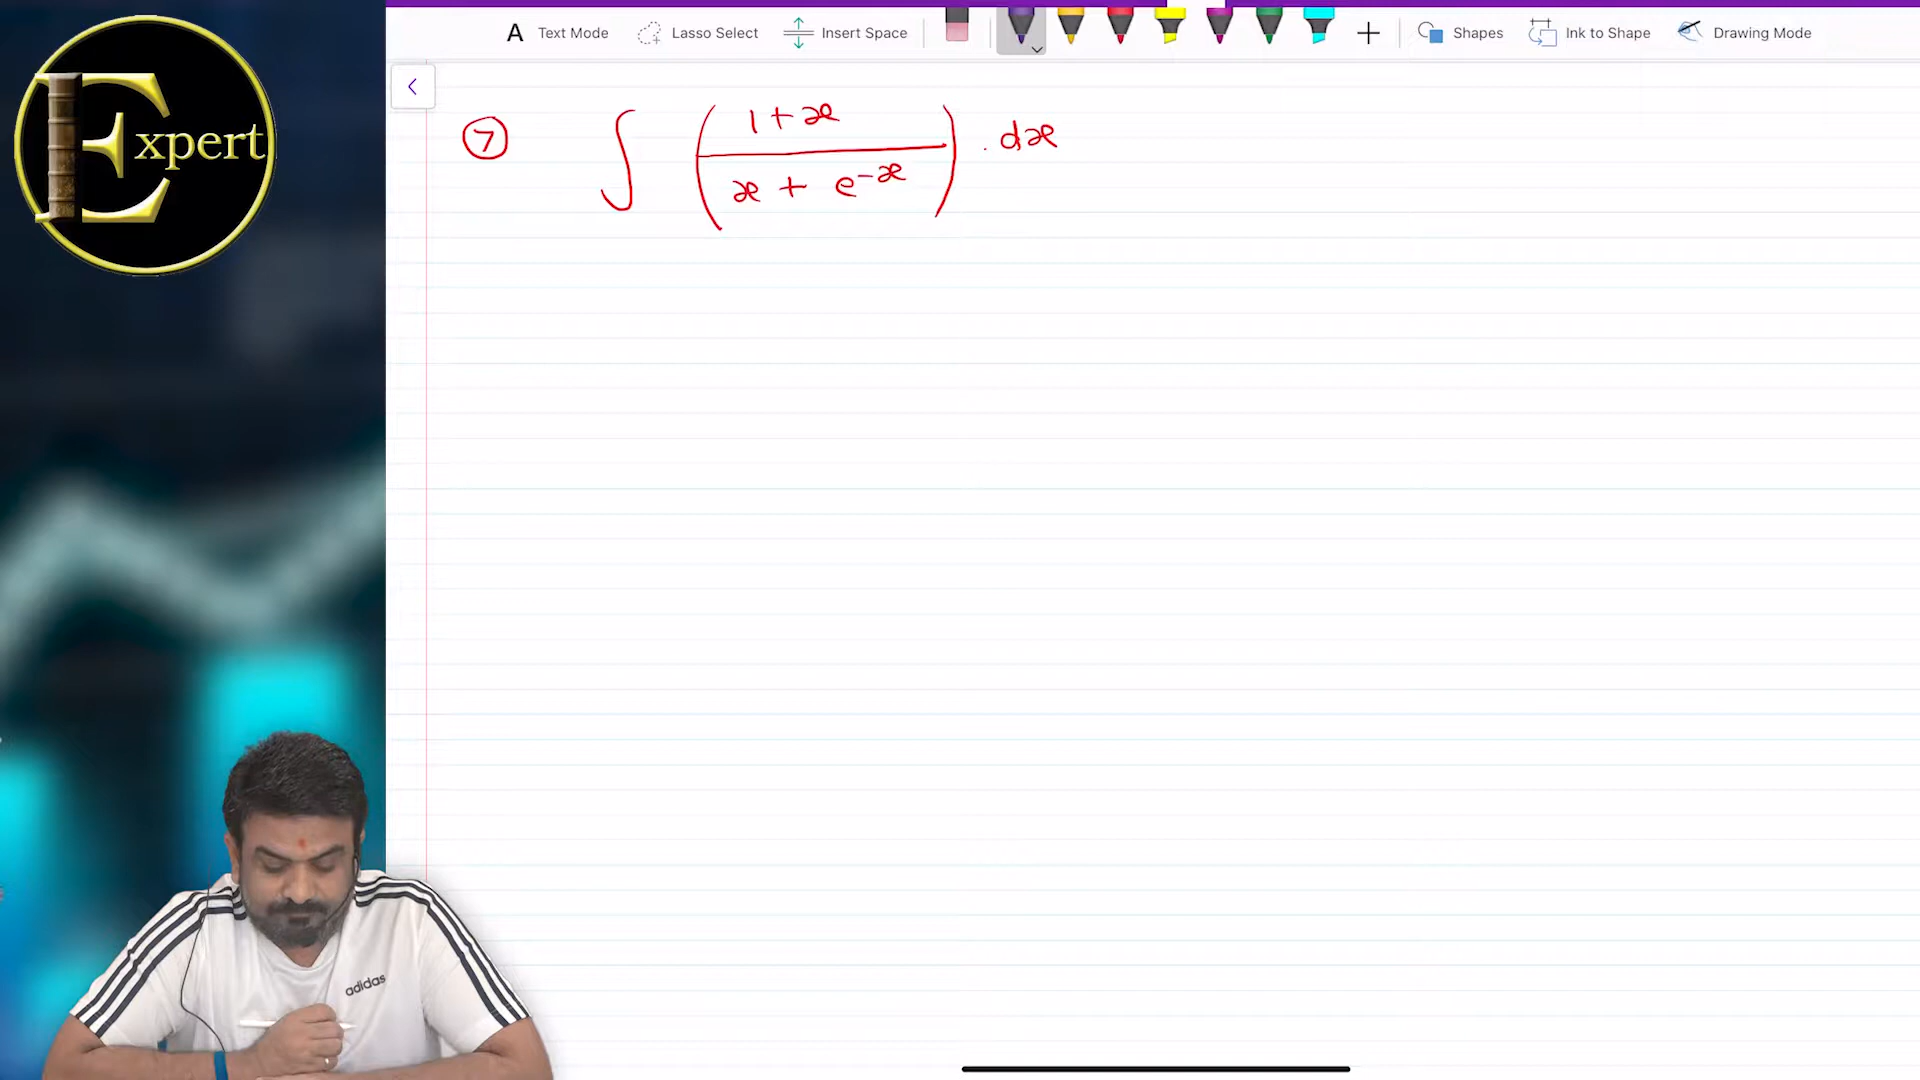 Expert
A Text Mode Lasso Select Insert Space Shapes Ink to Shape Drawing Mode
⑦ ∫ ( (1+x) / (x + e^-x) ) . dx
adidas